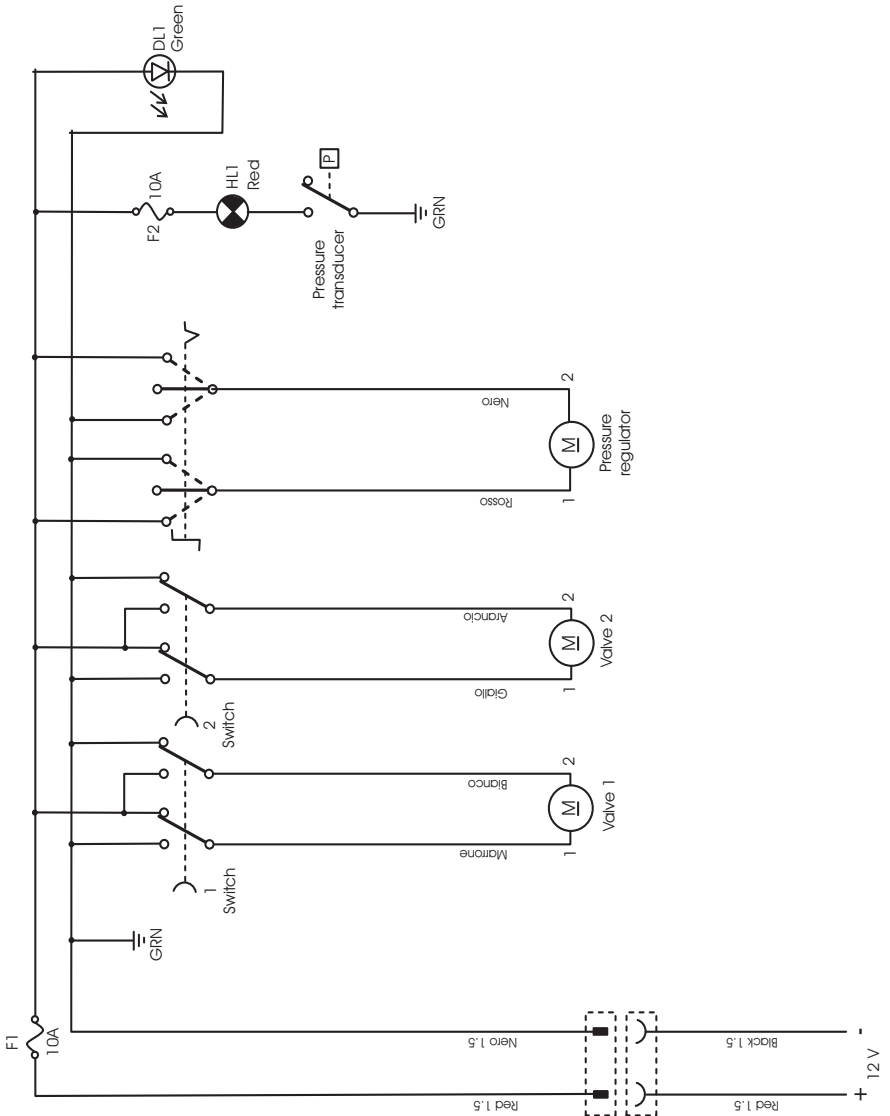 F1
10A
Red 1.5
Nero 1.5
Red 1.5
Black 1.5
+
-
12 V
GRN
1
Switch
Marrone
Bianco
1
2
Valve 1
2
Switch
Giallo
Arancio
1
2
Valve 2
Rosso
Nero
1
2
Pressure
regulator
F2
10A
HL1
Red
P
Pressure
transducer
GRN
DL1
Green
M
M
M